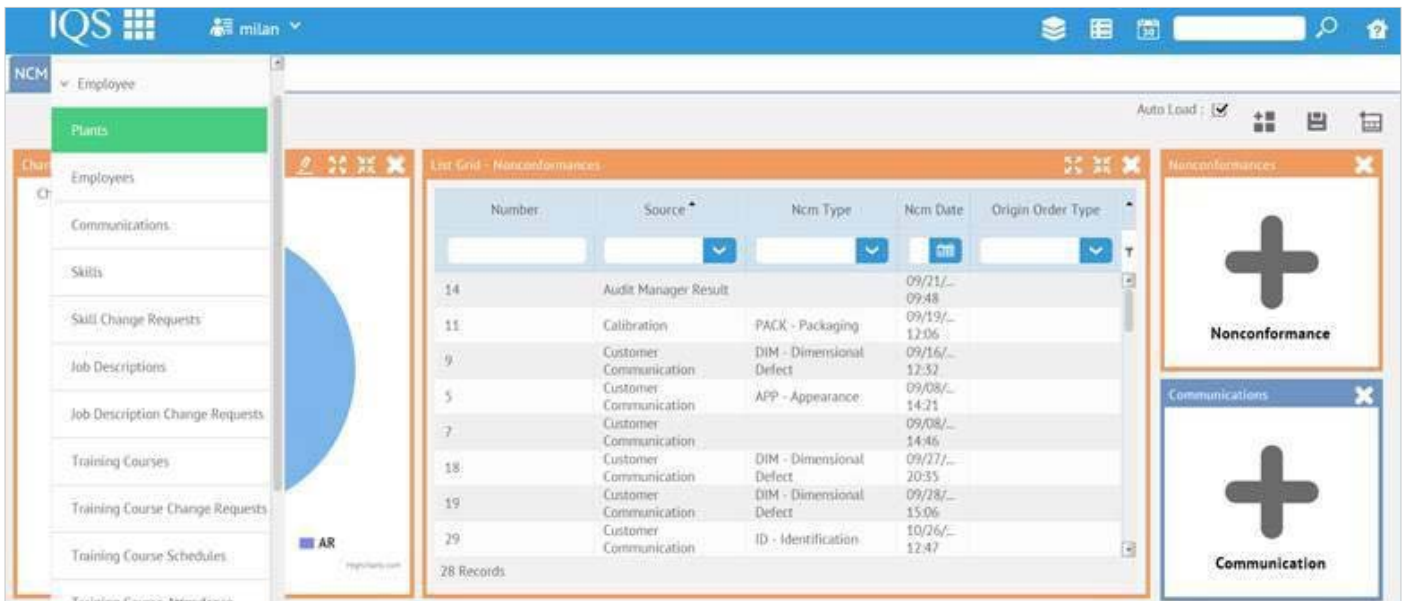 IQS
milan
30
NCM
Employee
Plants
Employees
Communications
Skills
Skill Change Requests
Job Descriptions
Job Description Change Requests
Training Courses
Training Course Change Requests
Training Course Schedules
Training Course Attendance
Auto Load :
AR
Highcharts.com
List Grid - Nonconformances
Number Source Ncm Type Ncm Date Origin Order Type
14 Audit Manager Result 09/21/...
09:48
11 Calibration PACK - Packaging 09/19/...
12:06
9 Customer Communication DIM - Dimensional Defect 09/16/...
12:32
5 Customer Communication APP - Appearance 09/08/...
14:21
7 Customer Communication 09/08/...
14:46
18 Customer Communication DIM - Dimensional Defect 09/27/...
20:35
19 Customer Communication DIM - Dimensional Defect 09/28/...
15:06
29 Customer Communication ID - Identification 10/26/...
12:47
28 Records
Nonconformances
Nonconformance
Communications
Communication